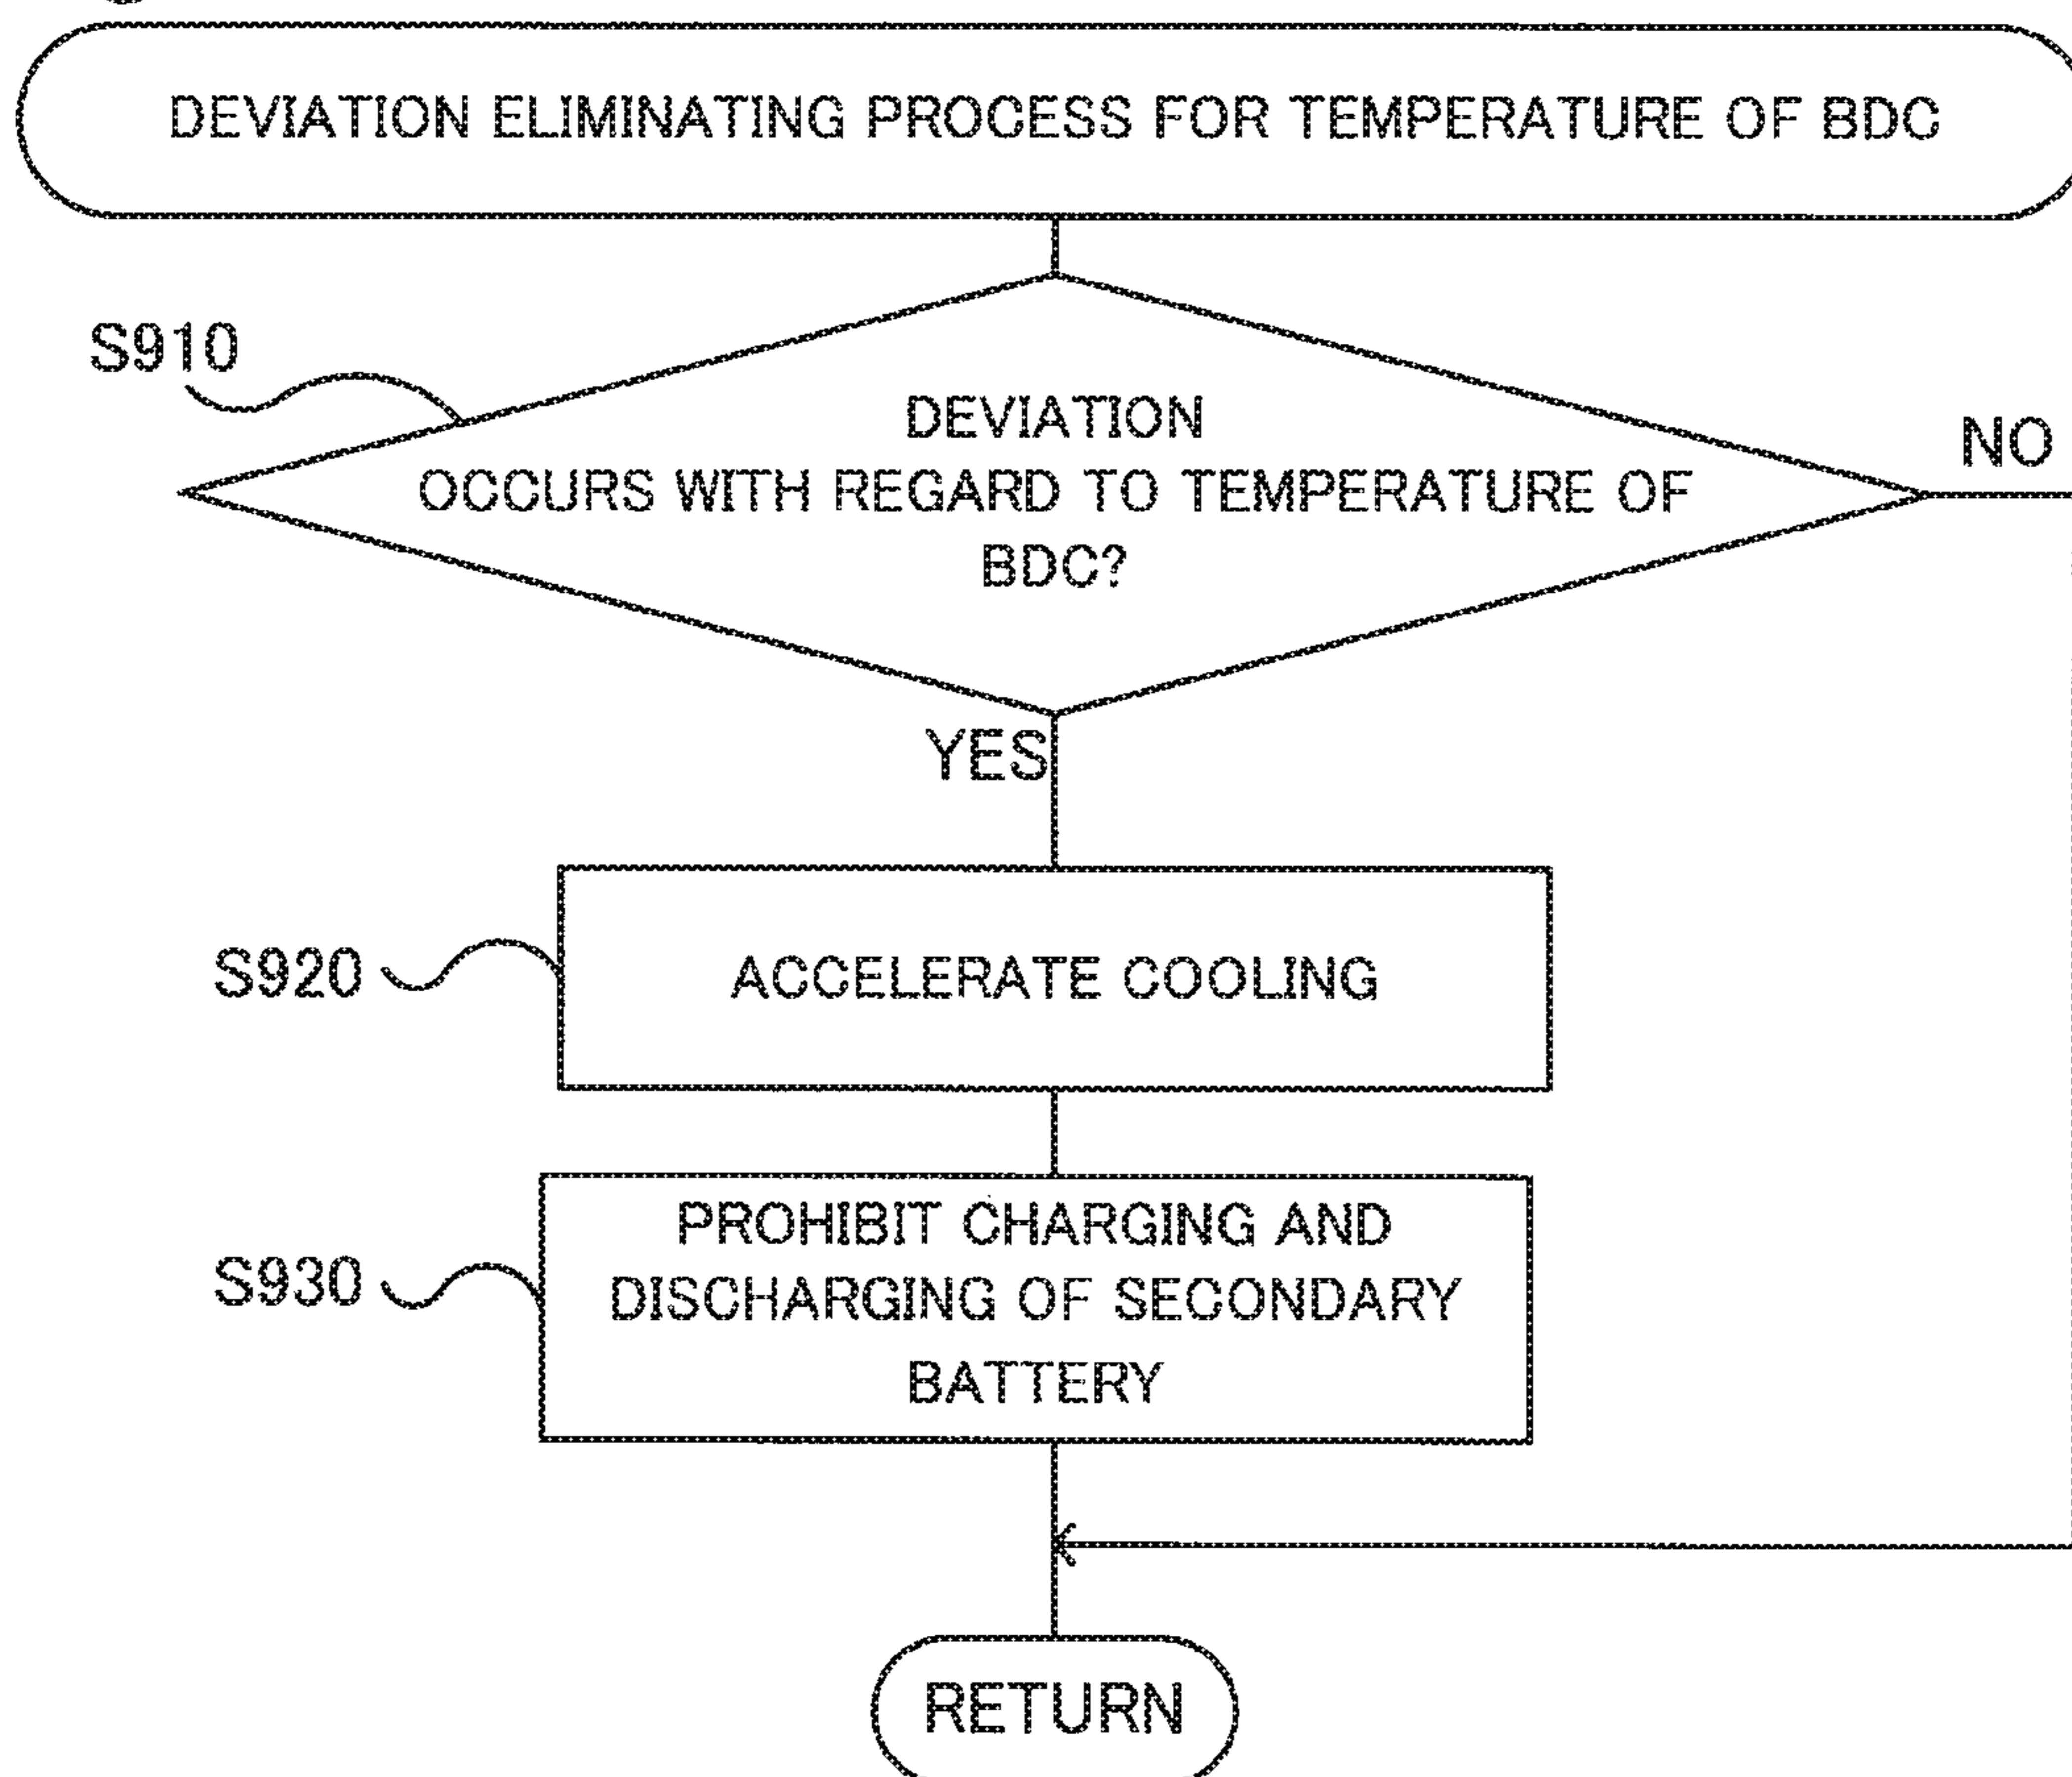 DEVIATION ELIMINATING PROCESS FOR TEMPERATURE OF BDC
S910
DEVIATION
OCCURS WITH REGARD TO TEMPERATURE OF
BDC?
NO
YES
S920
ACCELERATE COOLING
S930
PROHIBIT CHARGING AND
DISCHARGING OF SECONDARY
BATTERY
RETURN